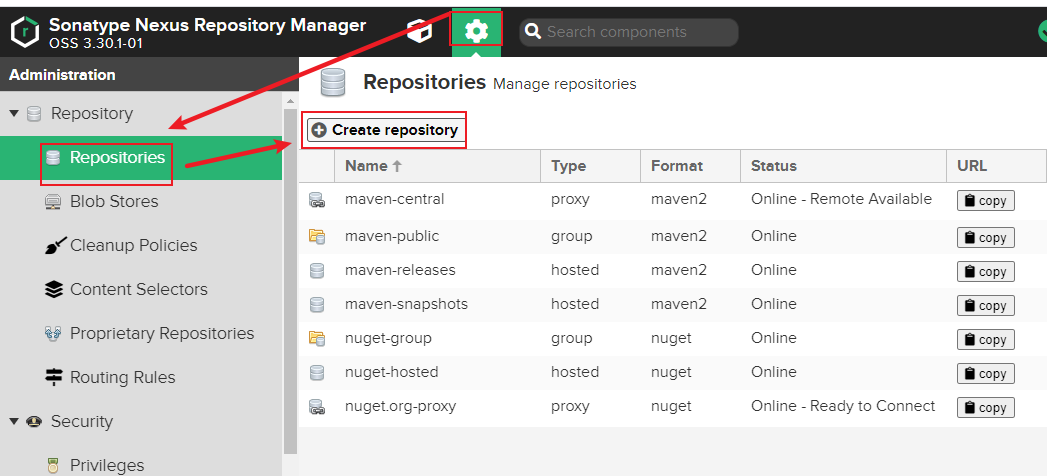 Sonatype Nexus Repository Manager
OSS 3.30.1-01
Search components
Administration
Repository
Repositories
Blob Stores
Cleanup Policies
Content Selectors
Proprietary Repositories
Routing Rules
Security
Privileges
Repositories Manage repositories
Create repository
Name Type Format Status URL
maven-central proxy maven2 Online - Remote Available copy
maven-public group maven2 Online copy
maven-releases hosted maven2 Online copy
maven-snapshots hosted maven2 Online copy
nuget-group group nuget Online copy
nuget-hosted hosted nuget Online copy
nuget.org-proxy proxy nuget Online - Ready to Connect copy